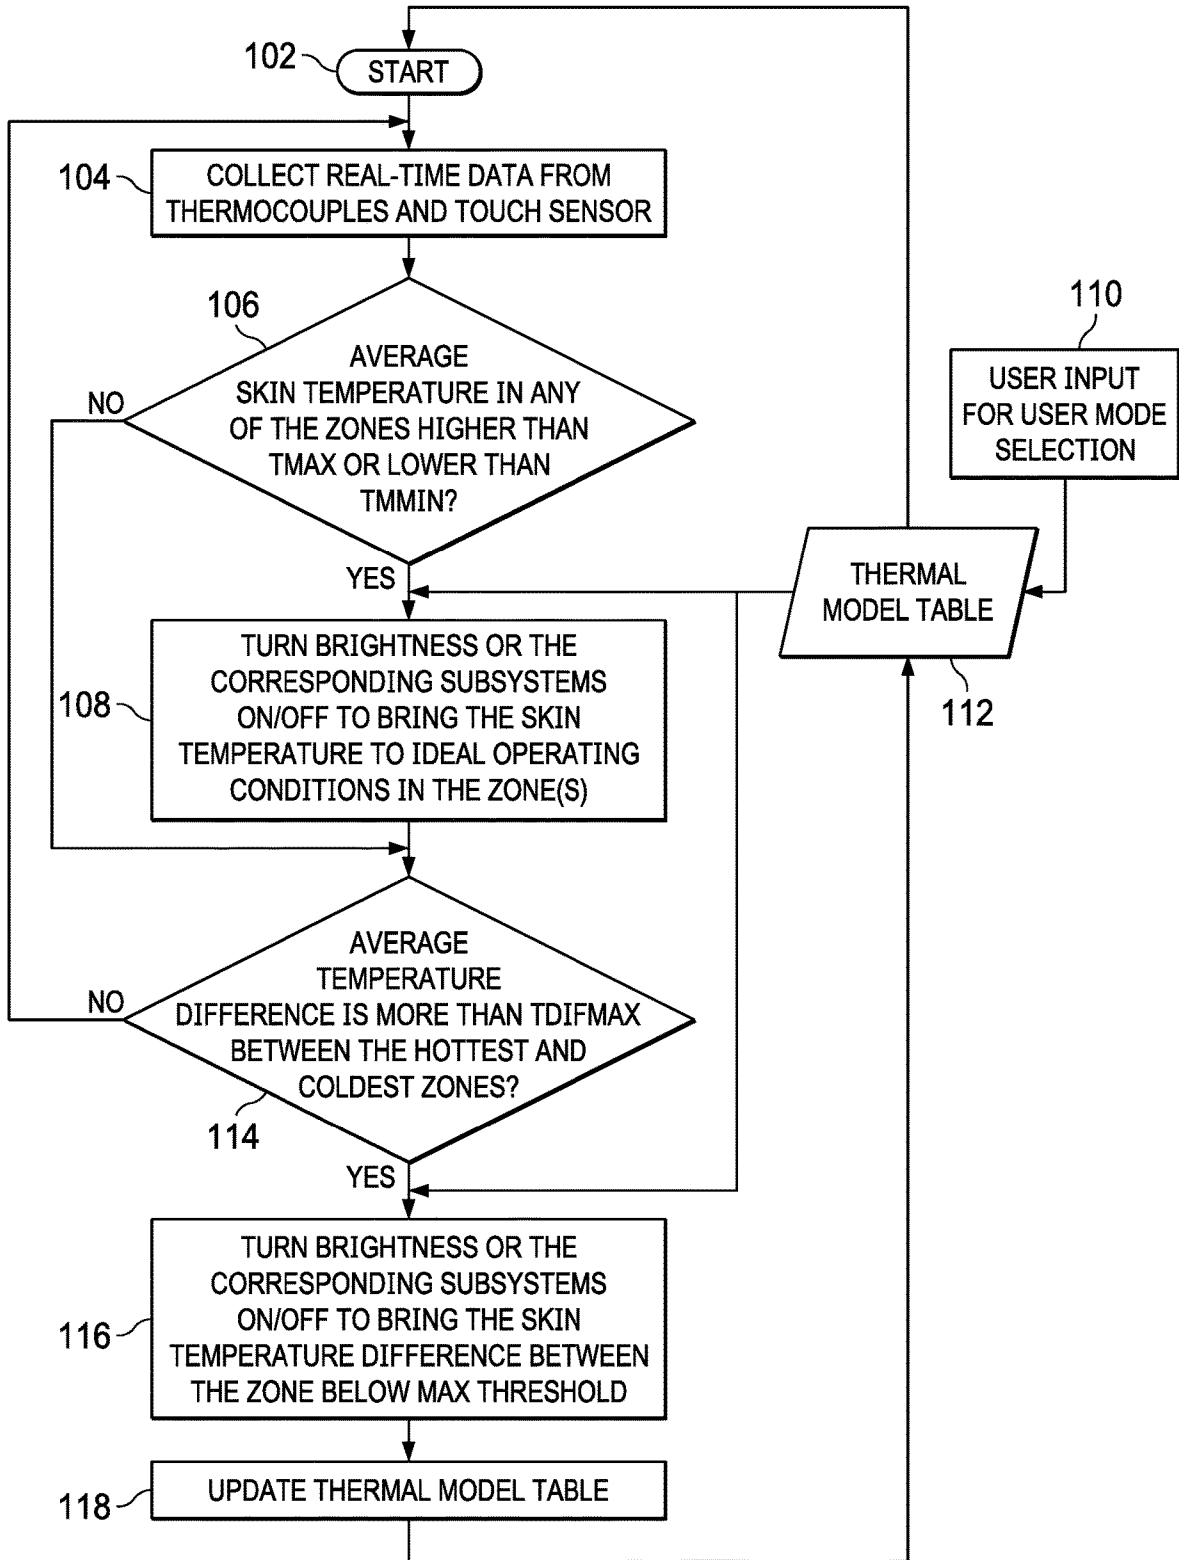 102
START
104
COLLECT REAL-TIME DATA FROM
THERMOCOUPLES AND TOUCH SENSOR
106
AVERAGE
SKIN TEMPERATURE IN ANY
OF THE ZONES HIGHER THAN
TMAX OR LOWER THAN
TMMIN?
NO
YES
110
USER INPUT
FOR USER MODE
SELECTION
THERMAL
MODEL TABLE
112
108
TURN BRIGHTNESS OR THE
CORRESPONDING SUBSYSTEMS
ON/OFF TO BRING THE SKIN
TEMPERATURE TO IDEAL OPERATING
CONDITIONS IN THE ZONE(S)
AVERAGE
TEMPERATURE
DIFFERENCE IS MORE THAN TDIFMAX
BETWEEN THE HOTTEST AND
COLDEST ZONES?
NO
114
YES
116
TURN BRIGHTNESS OR THE
CORRESPONDING SUBSYSTEMS
ON/OFF TO BRING THE SKIN
TEMPERATURE DIFFERENCE BETWEEN
THE ZONE BELOW MAX THRESHOLD
118
UPDATE THERMAL MODEL TABLE